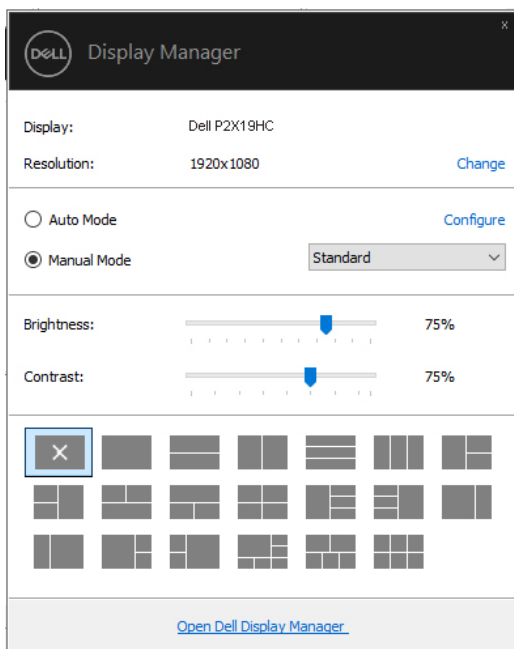 x
DELL Display Manager
Display: Dell P2X19HC
Resolution: 1920x1080 Change
Auto Mode Configure
Manual Mode Standard
Brightness: 75%
Contrast: 75%
Open Dell Display Manager